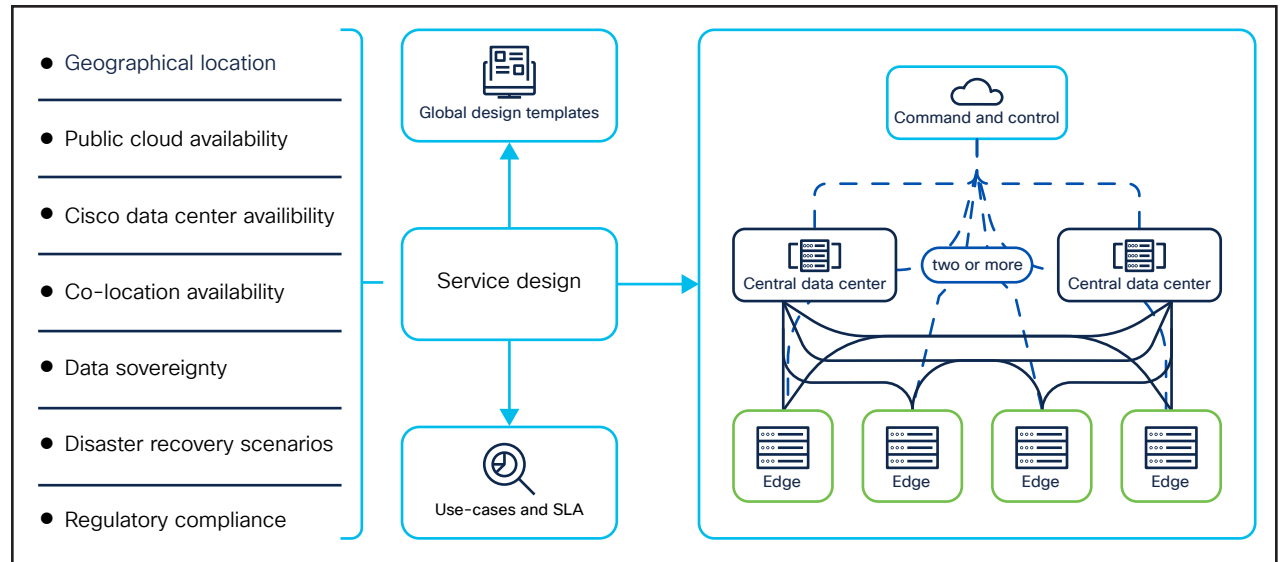 Geographical location
Public cloud availability
Cisco data center availibility
Co-location availability
Data sovereignty
Disaster recovery scenarios
Regulatory compliance
Global design templates
Service design
Use-cases and SLA
Command and control
Central data center
two or more
Central data center
Edge
Edge
Edge
Edge